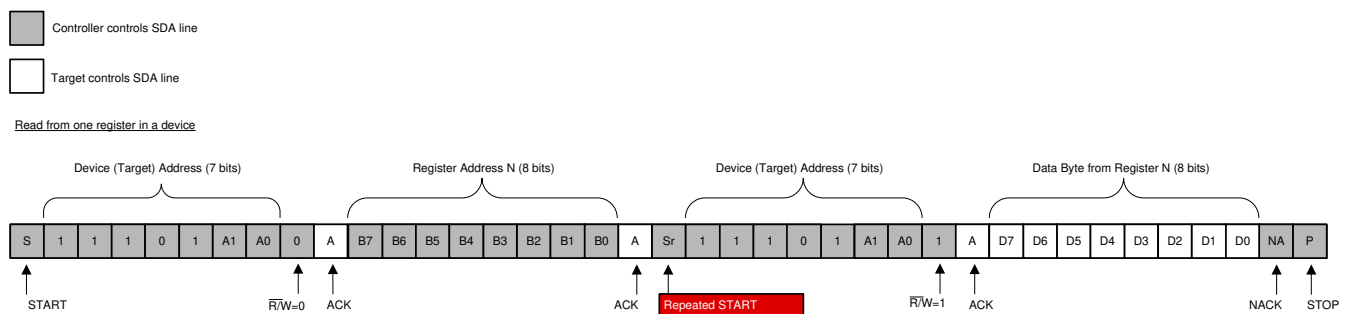 Controller controls SDA line
Target controls SDA line
Read from one register in a device
Device (Target) Address (7 bits) Register Address N (8 bits) Device (Target) Address (7 bits) Data Byte from Register N (8 bits)
S 1 1 1 0 1 A1 A0 0 A B7 B6 B5 B4 B3 B2 B1 B0 A Sr 1 1 1 0 1 A1 A0 1 A D7 D6 D5 D4 D3 D2 D1 D0 NA P
START R/W=0 ACK ACK Repeated START R/W=1 ACK NACK STOP